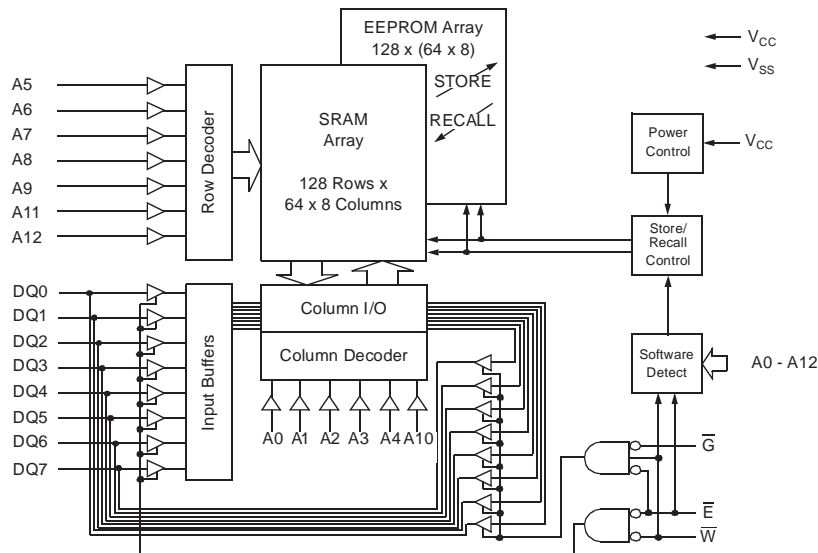 EEPROM Array
128 x (64 x 8)
STORE
RECALL
SRAM
Array
128 Rows x
64 x 8 Columns
V_CC
V_SS
Power
Control
V_CC
Store/
Recall
Control
Software
Detect
A0 - A12
A5
A6
A7
A8
A9
A11
A12
Row Decoder
DQ0
DQ1
DQ2
DQ3
DQ4
DQ5
DQ6
DQ7
Input Buffers
Column I/O
Column Decoder
A0
A1
A2
A3
A4
A10
G̅
E̅
W̅